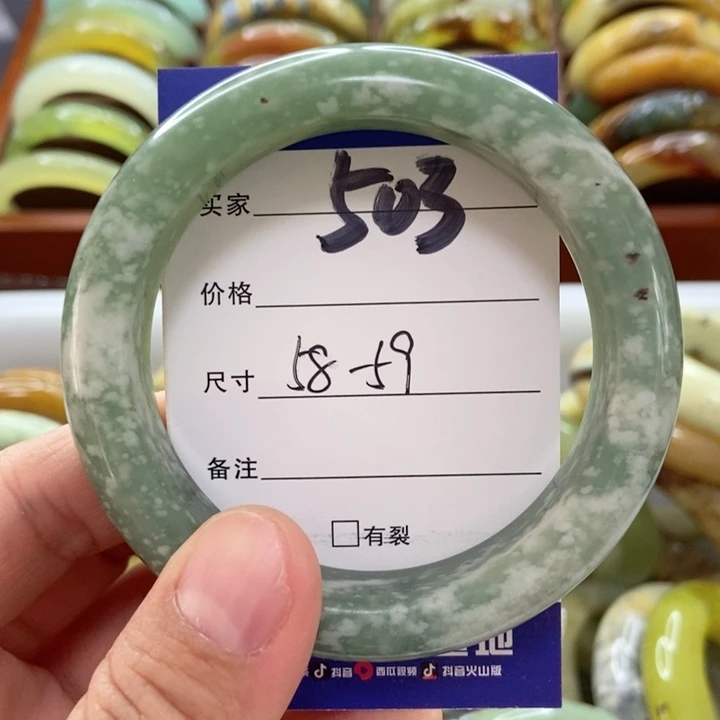 买家 503
价格
尺寸 58-59
备注
□有裂
地
抖音 西瓜视频 抖音火山版